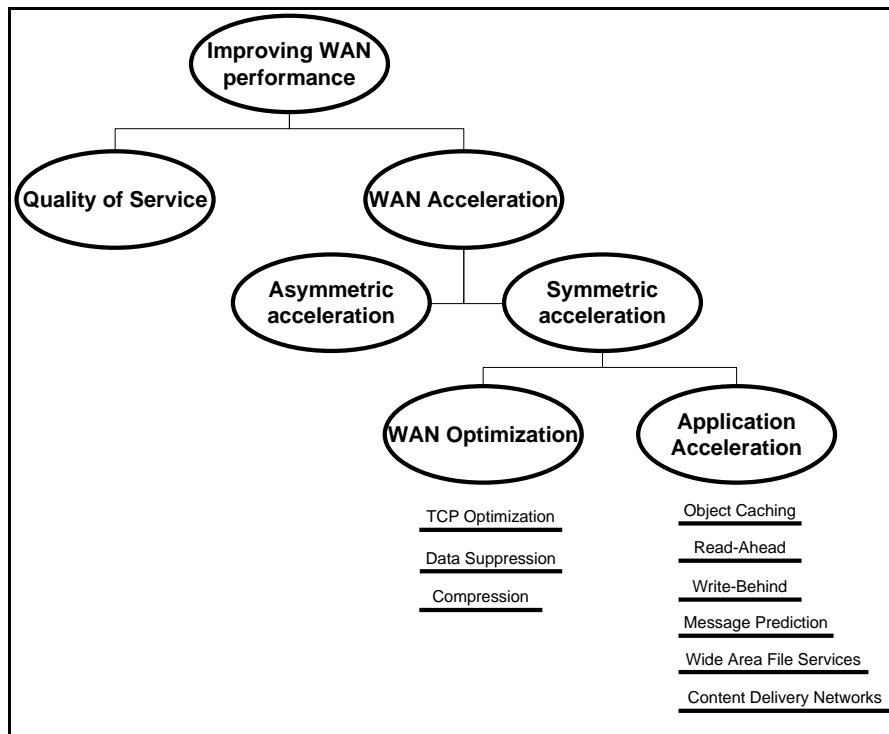 Improving WAN
performance
Quality of Service
WAN Acceleration
Asymmetric
acceleration
Symmetric
acceleration
WAN Optimization
Application
Acceleration
TCP Optimization
Data Suppression
Compression
Object Caching
Read-Ahead
Write-Behind
Message Prediction
Wide Area File Services
Content Delivery Networks